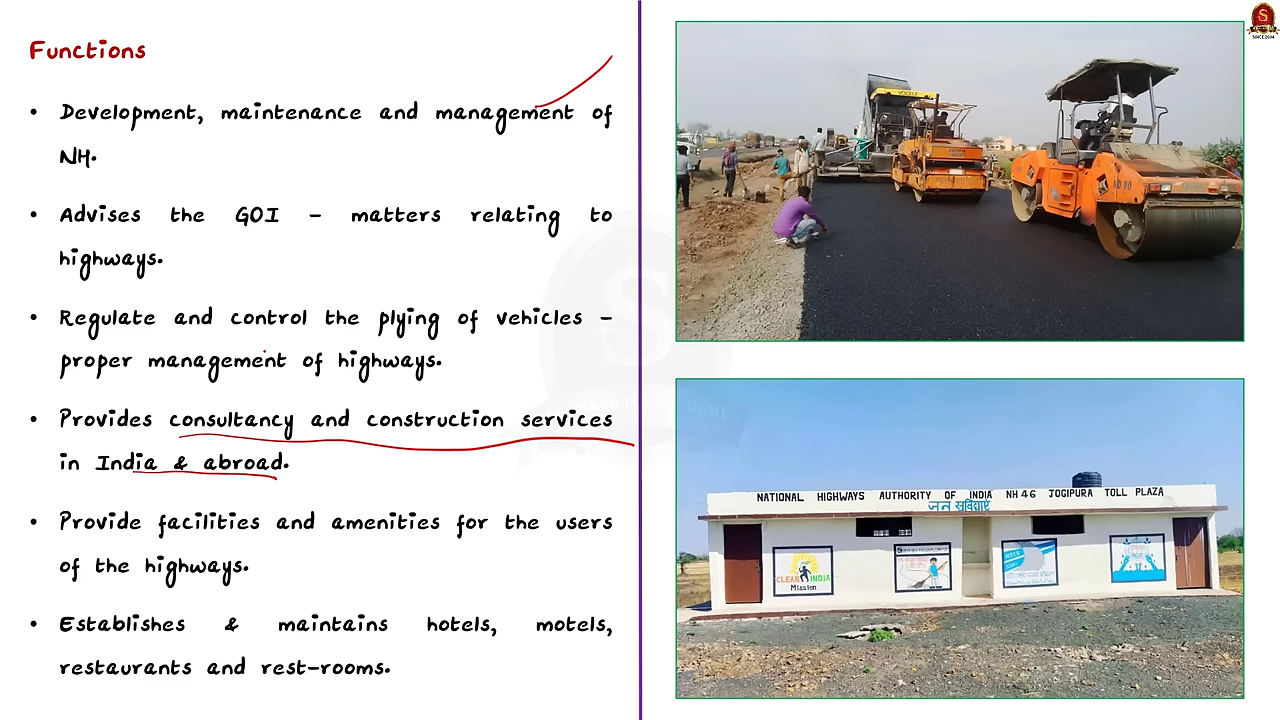 Functions
• Development, maintenance and management of
NH.
• Advises the GOI – matters relating to
highways.
• Regulate and control the plying of vehicles –
proper management of highways.
• Provides consultancy and construction services
in India & abroad.
• Provide facilities and amenities for the users
of the highways.
• Establishes & maintains hotels, motels,
restaurants and rest-rooms.
VOGELE
NATIONAL HIGHWAYS AUTHORITY OF INDIA NH 46 JOGIPURA TOLL PLAZA
जन सुविधाएं
CLEAN INDIA
Mission
S
SINCE 2004